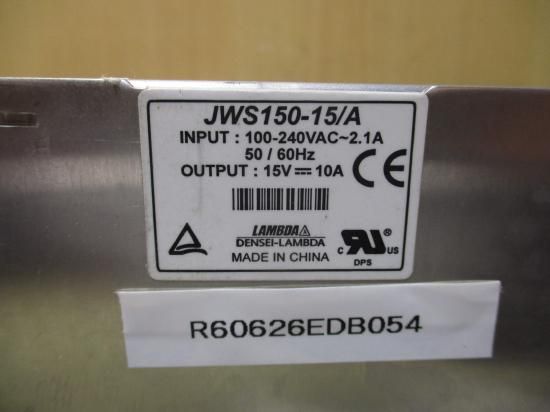 JWS150-15/A
INPUT : 100-240VAC~2.1A
50 / 60Hz
OUTPUT : 15V⎓10A
CE
LAMBDA
DENSEI-LAMBDA
MADE IN CHINA
c RU US
DPS
R60626EDB054